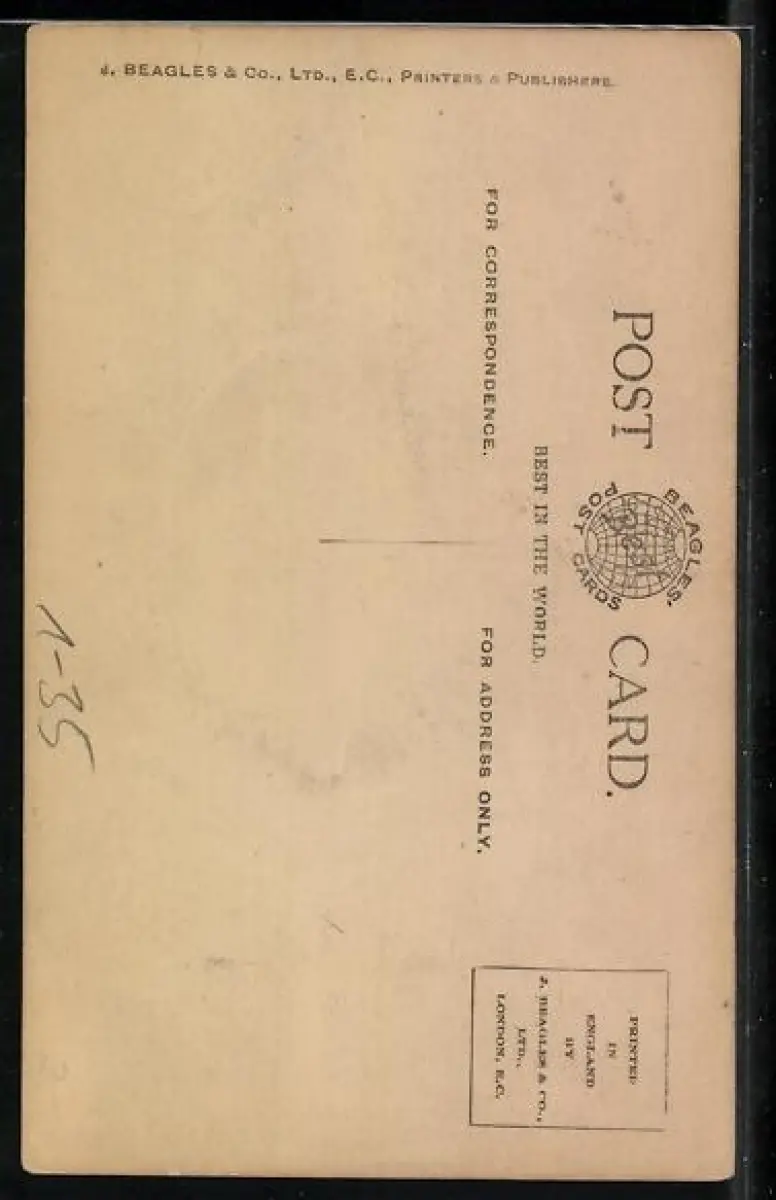 J. BEAGLES & Co., LTD., E.C., PRINTERS & PUBLISHERS.
POST CARD.
BEAGLES'
POST CARDS
BEST IN THE WORLD.
FOR CORRESPONDENCE.
FOR ADDRESS ONLY.
PRINTED
IN
ENGLAND
BY
J. BEAGLES & CO.,
LTD.,
LONDON, E.C.
1-35